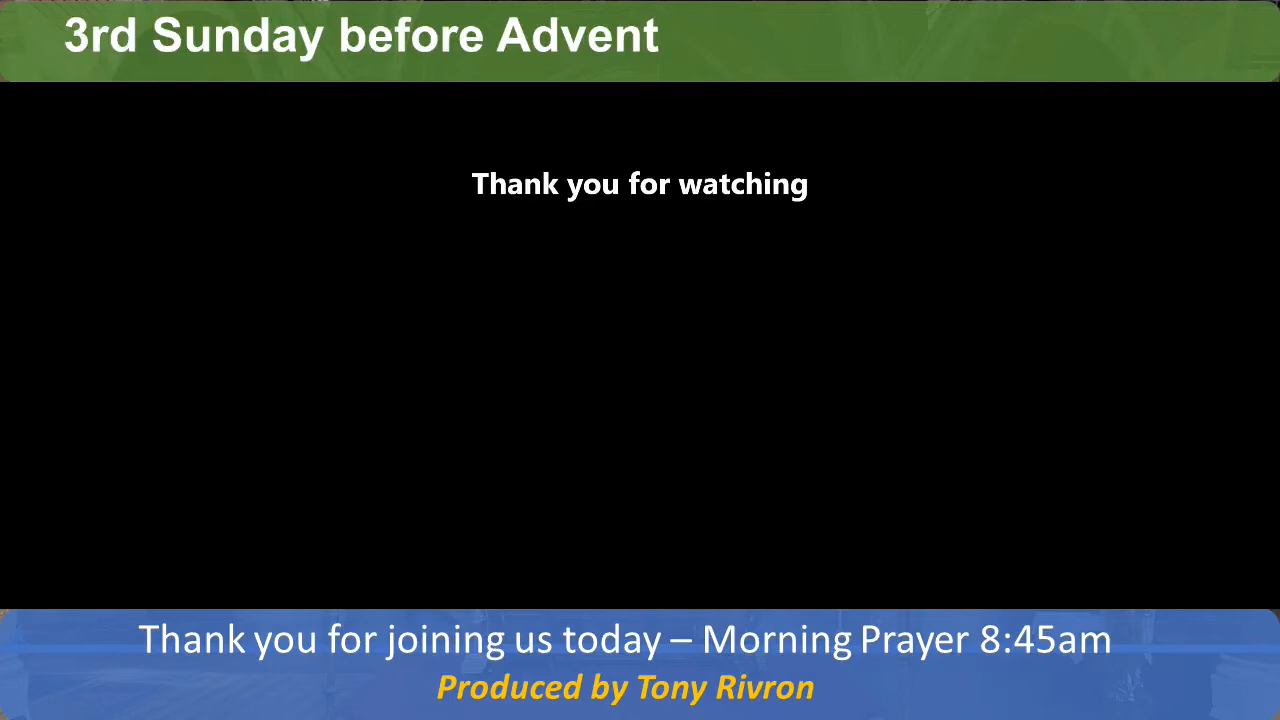 3rd Sunday before Advent
Thank you for watching
Thank you for joining us today – Morning Prayer 8:45am
Produced by Tony Rivron